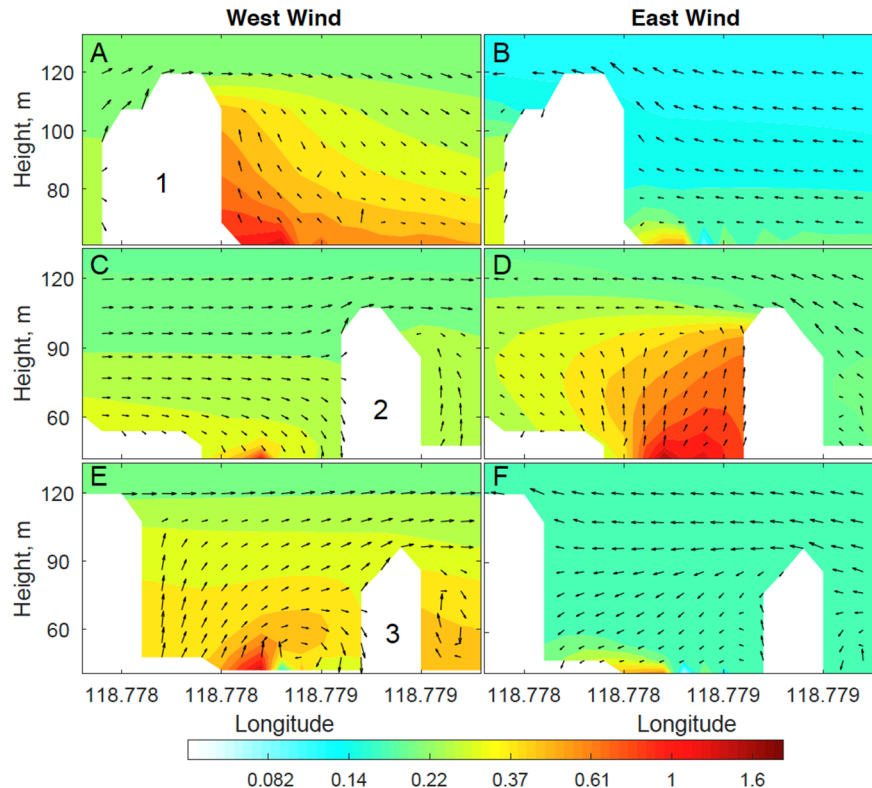 West Wind East Wind
A B
120
100
80
Height, m
1
C D
120
90
60
Height, m
2
E F
120
90
60
Height, m
3
118.778 118.778 118.779 118.779 118.778 118.778 118.779 118.779
Longitude Longitude
0.082 0.14 0.22 0.37 0.61 1 1.6